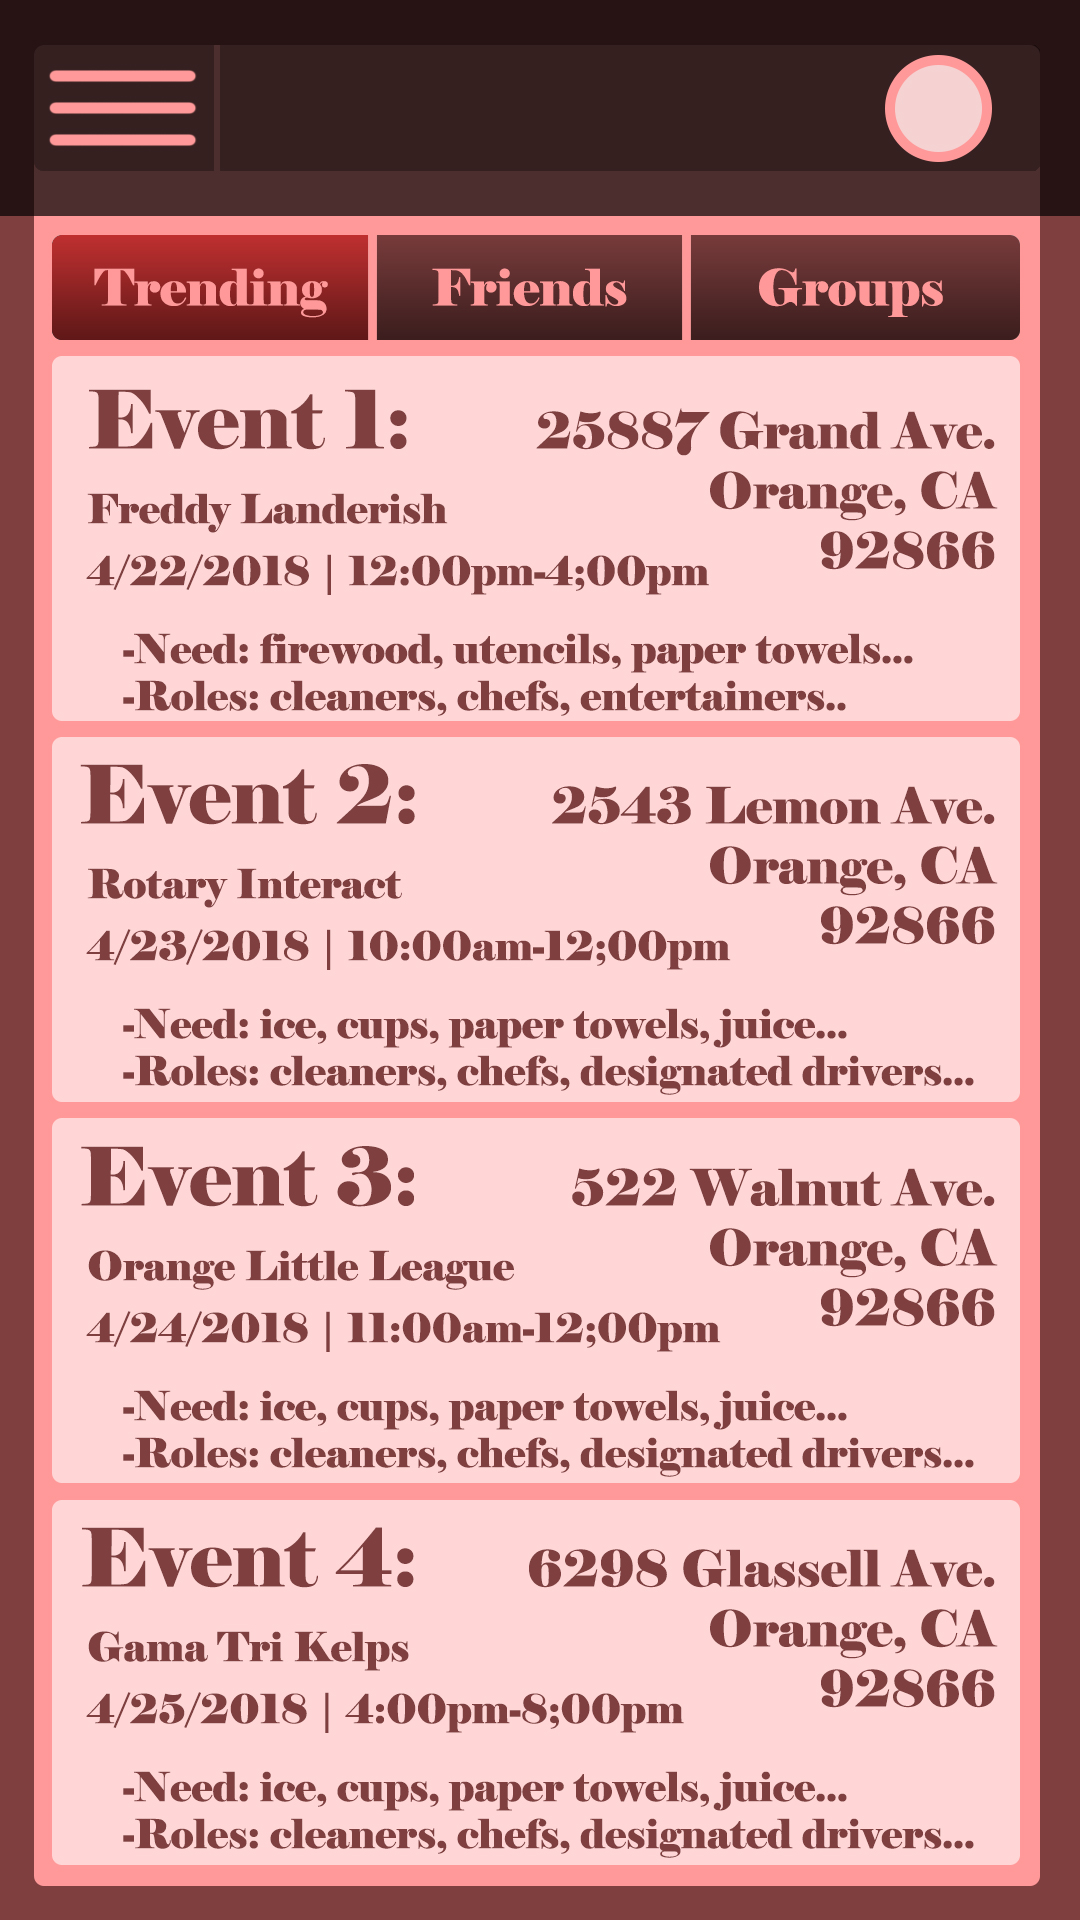 Trending Friends Groups
Event 1:
25887 Grand Ave.
Orange, CA
92866
Freddy Landerish
4/22/2018 | 12:00pm-4;00pm
-Need: firewood, utencils, paper towels...
-Roles: cleaners, chefs, entertainers..
Event 2:
2543 Lemon Ave.
Orange, CA
92866
Rotary Interact
4/23/2018 | 10:00am-12;00pm
-Need: ice, cups, paper towels, juice...
-Roles: cleaners, chefs, designated drivers...
Event 3:
522 Walnut Ave.
Orange, CA
92866
Orange Little League
4/24/2018 | 11:00am-12;00pm
-Need: ice, cups, paper towels, juice...
-Roles: cleaners, chefs, designated drivers...
Event 4:
6298 Glassell Ave.
Orange, CA
92866
Gama Tri Kelps
4/25/2018 | 4:00pm-8;00pm
-Need: ice, cups, paper towels, juice...
-Roles: cleaners, chefs, designated drivers...